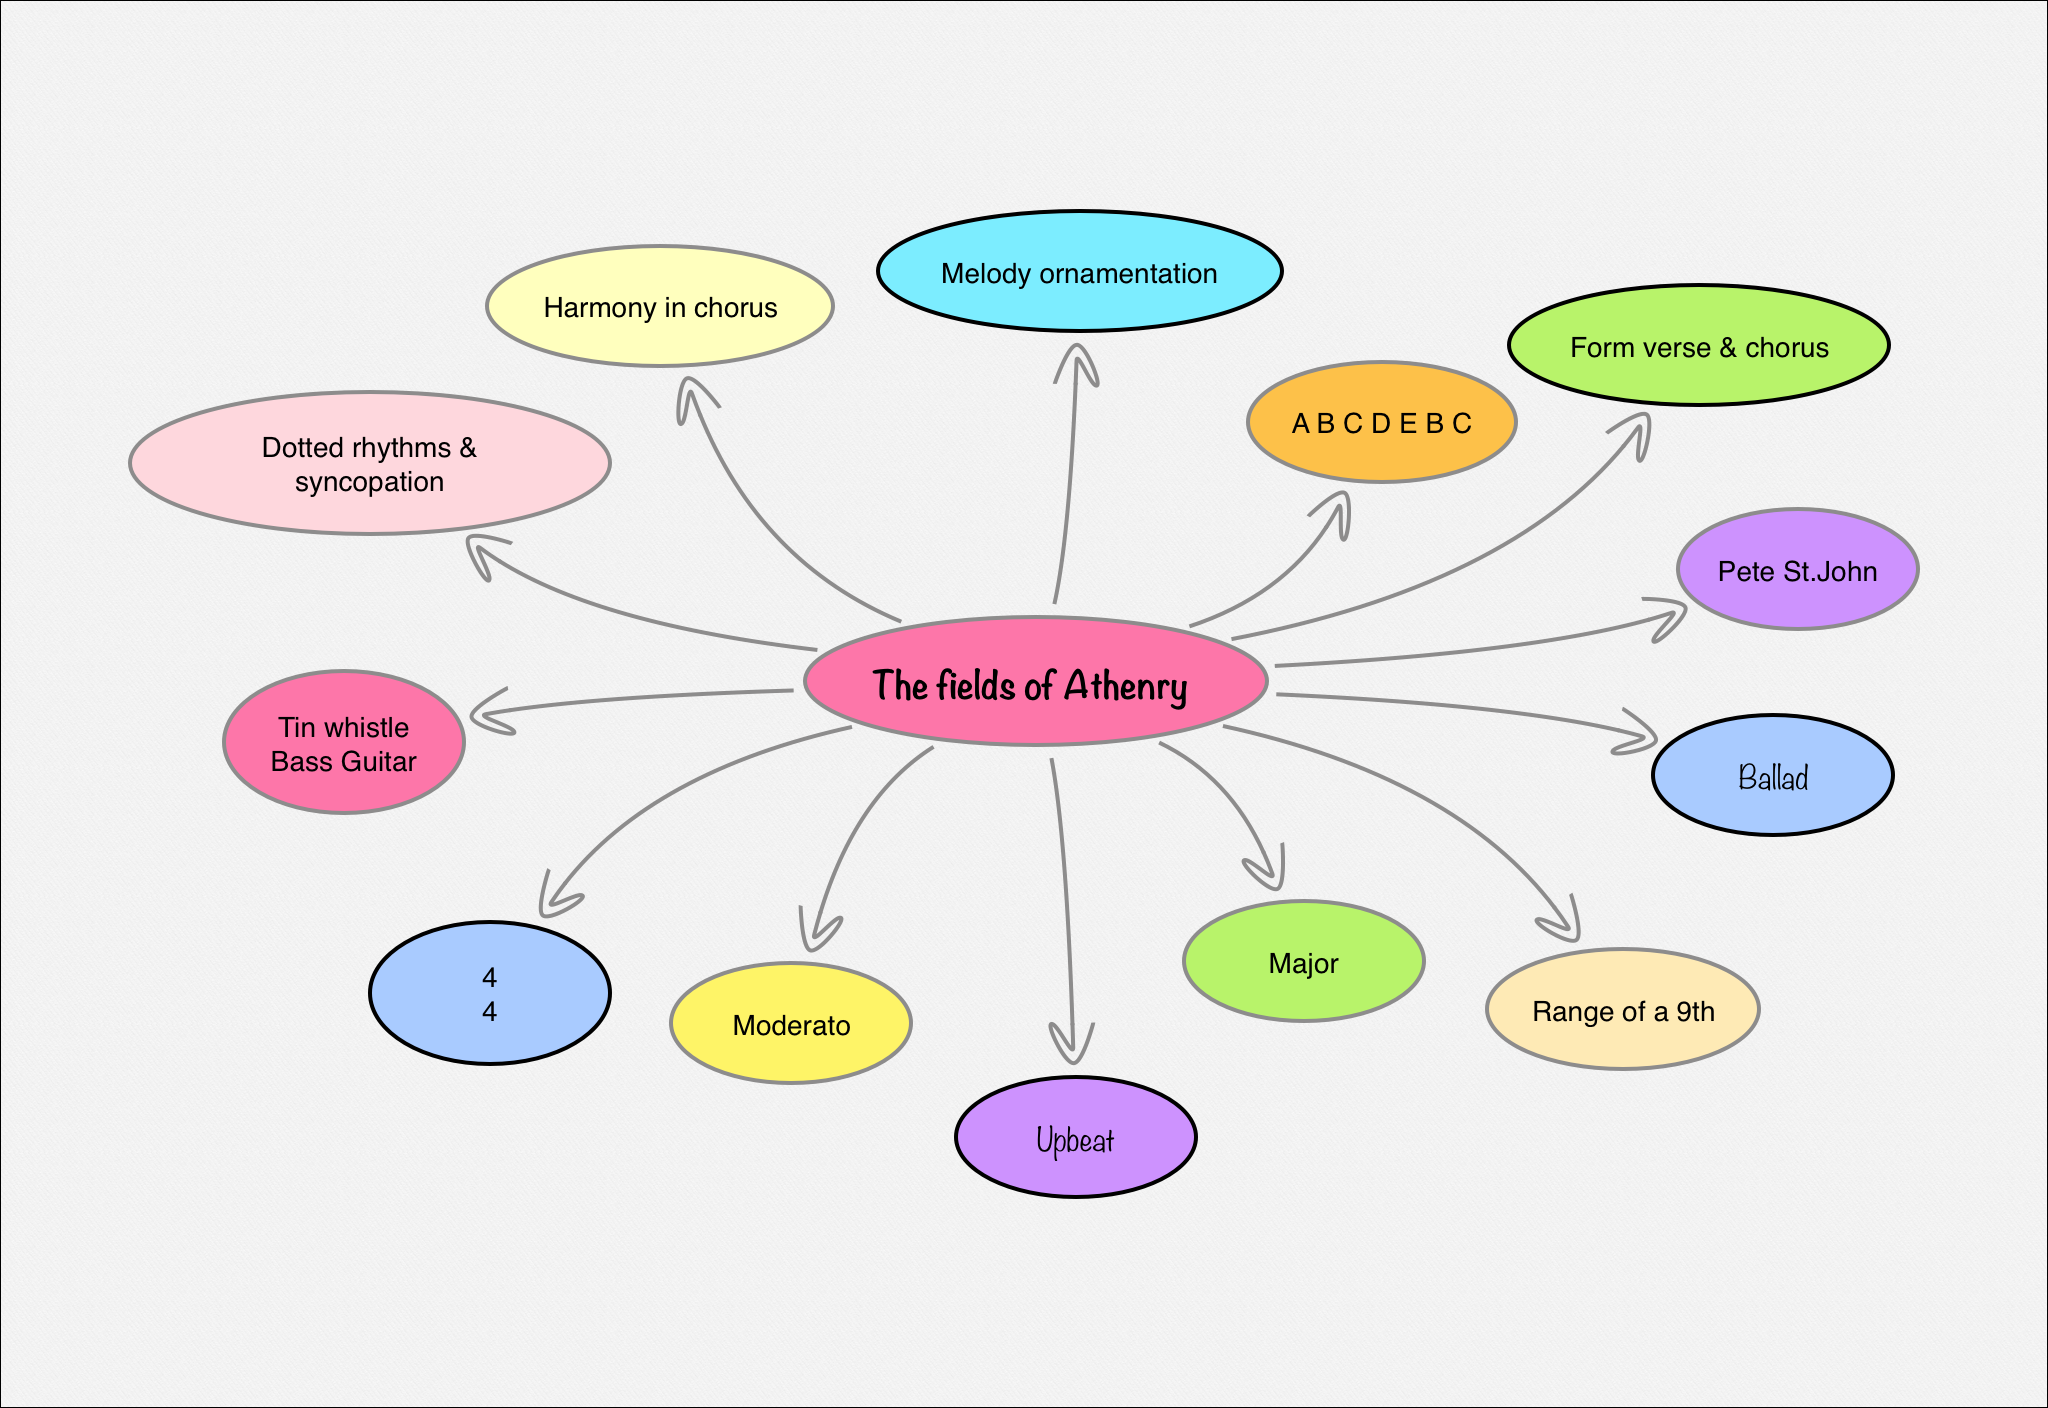 Melody ornamentation
Harmony in chorus
Form verse & chorus
A B C D E B C
Dotted rhythms &
syncopation
Pete St.John
The fields of Athenry
Tin whistle
Bass Guitar
Ballad
4
4
Moderato
Major
Range of a 9th
Upbeat